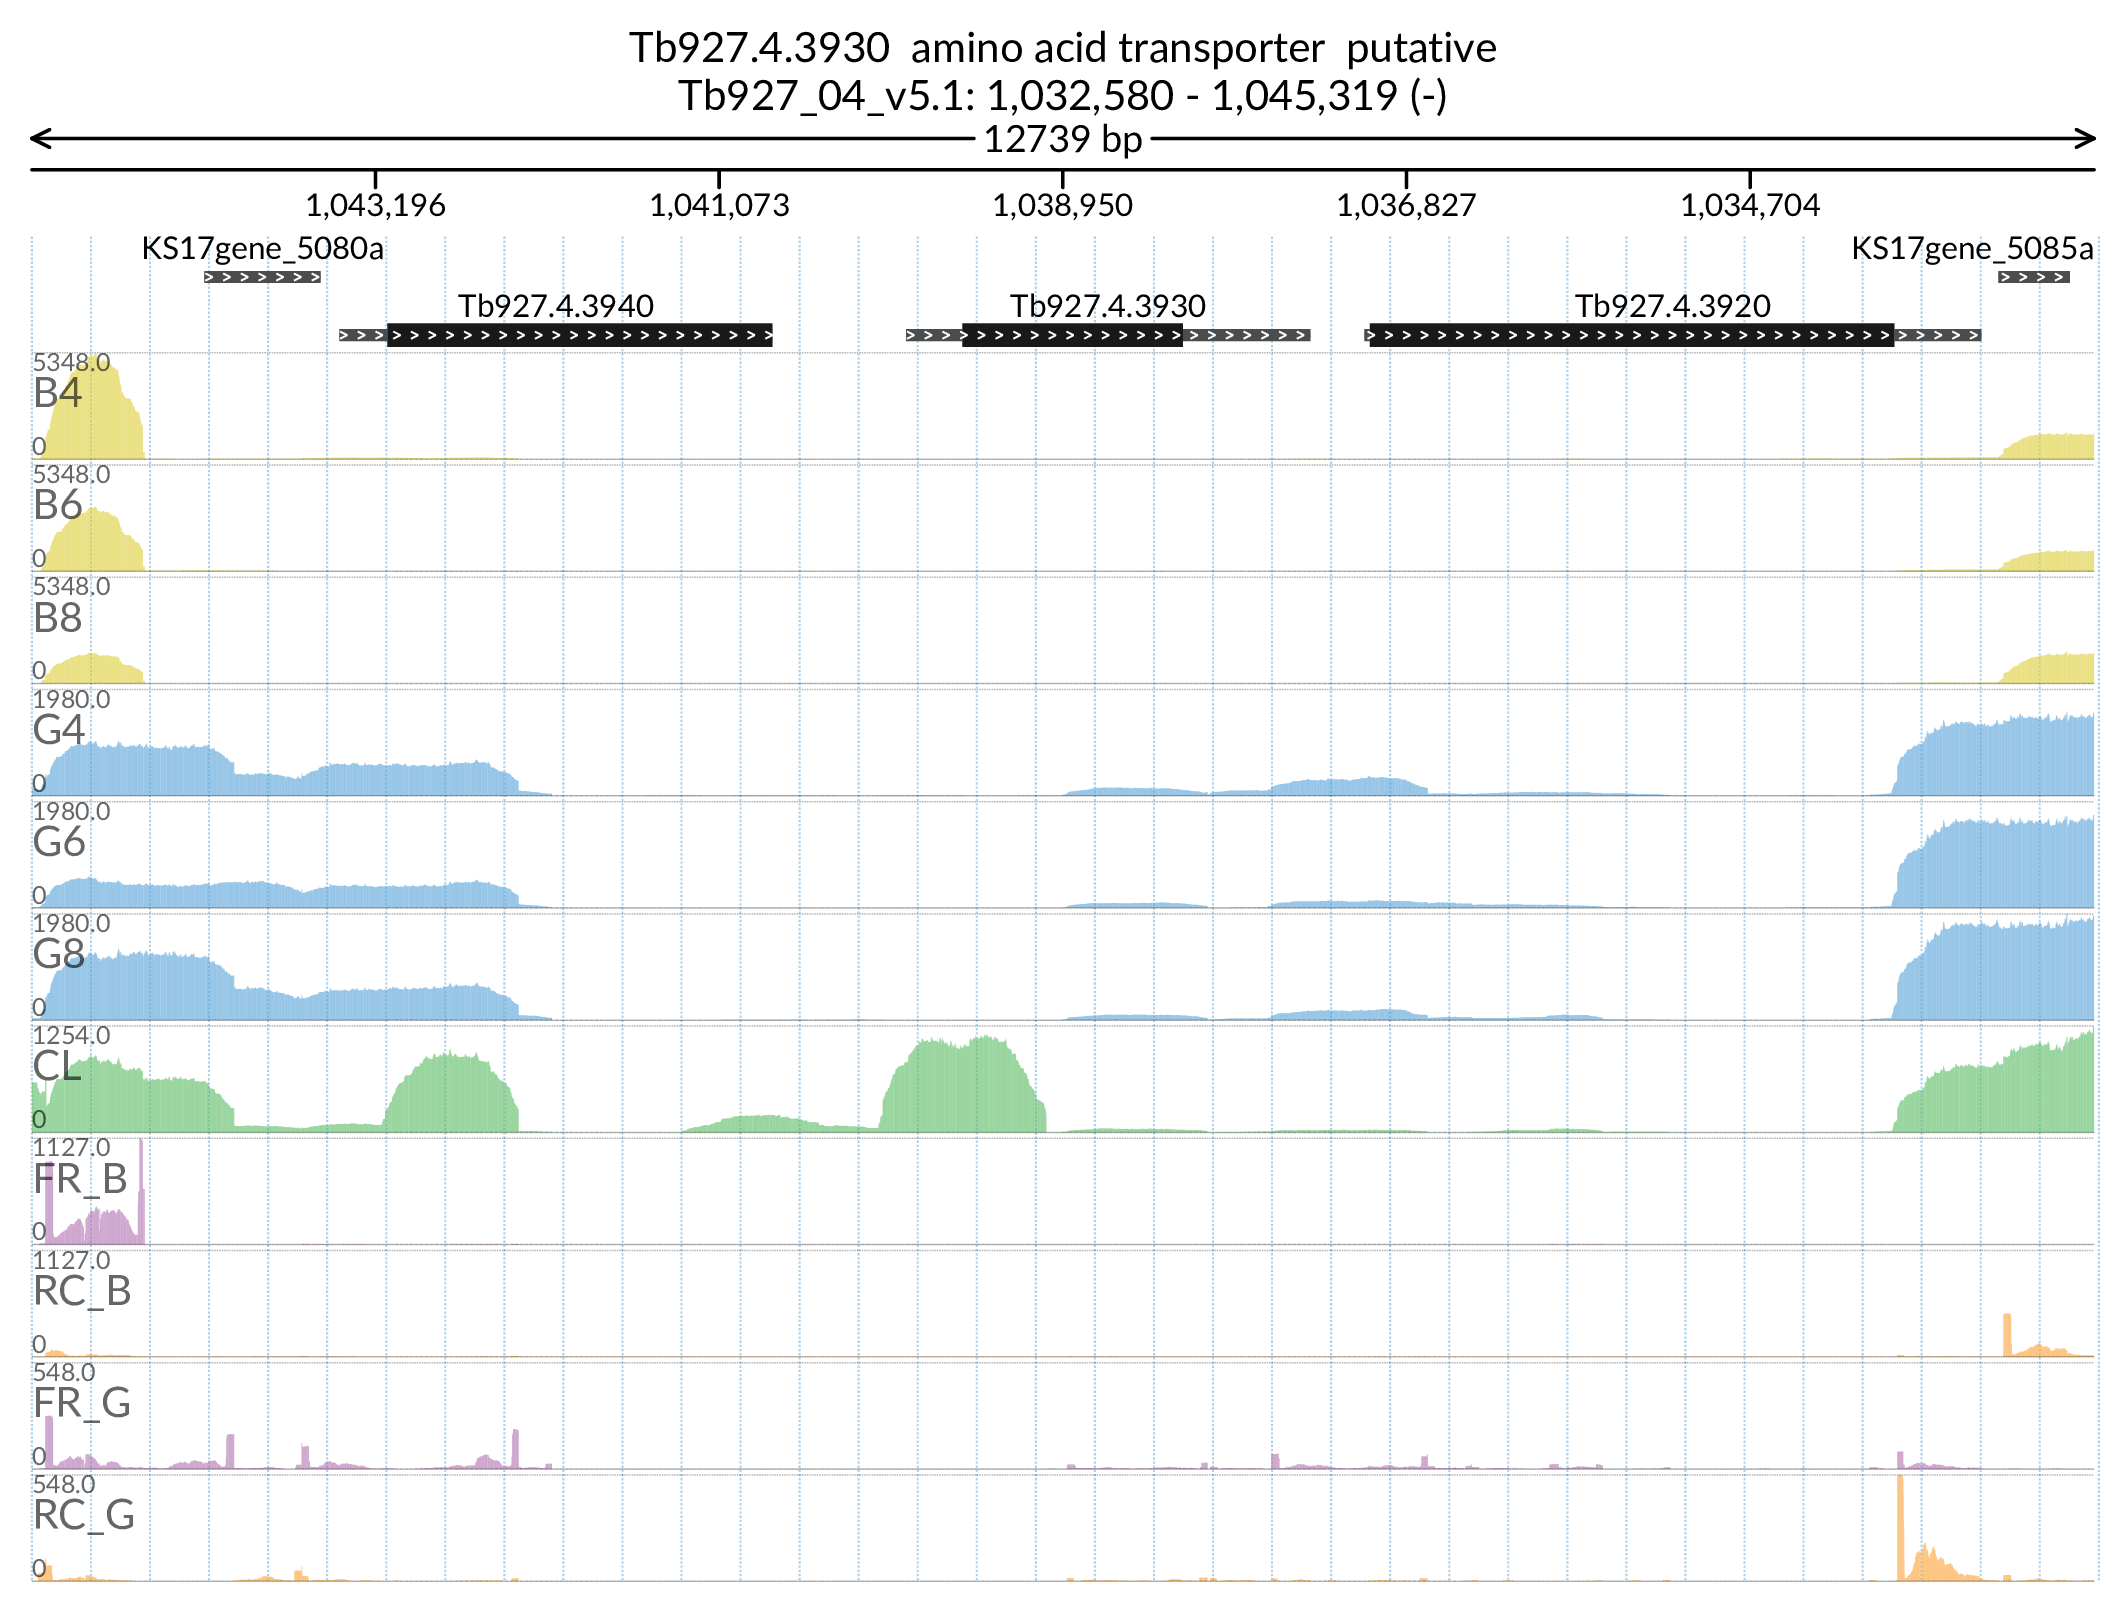 Tb927.4.3930 amino acid transporter putative
Tb927_04_v5.1: 1,032,580 - 1,045,319 (-)
12739 bp
1,043,196 1,041,073 1,038,950 1,036,827 1,034,704
KS17gene_5080a KS17gene_5085a
Tb927.4.3940 Tb927.4.3930 Tb927.4.3920
5348.0
B4
0
5348.0
B6
0
5348.0
B8
0
1980.0
G4
0
1980.0
G6
0
1980.0
G8
0
1254.0
CL
0
1127.0
FR_B
0
1127.0
RC_B
0
548.0
FR_G
0
548.0
RC_G
0